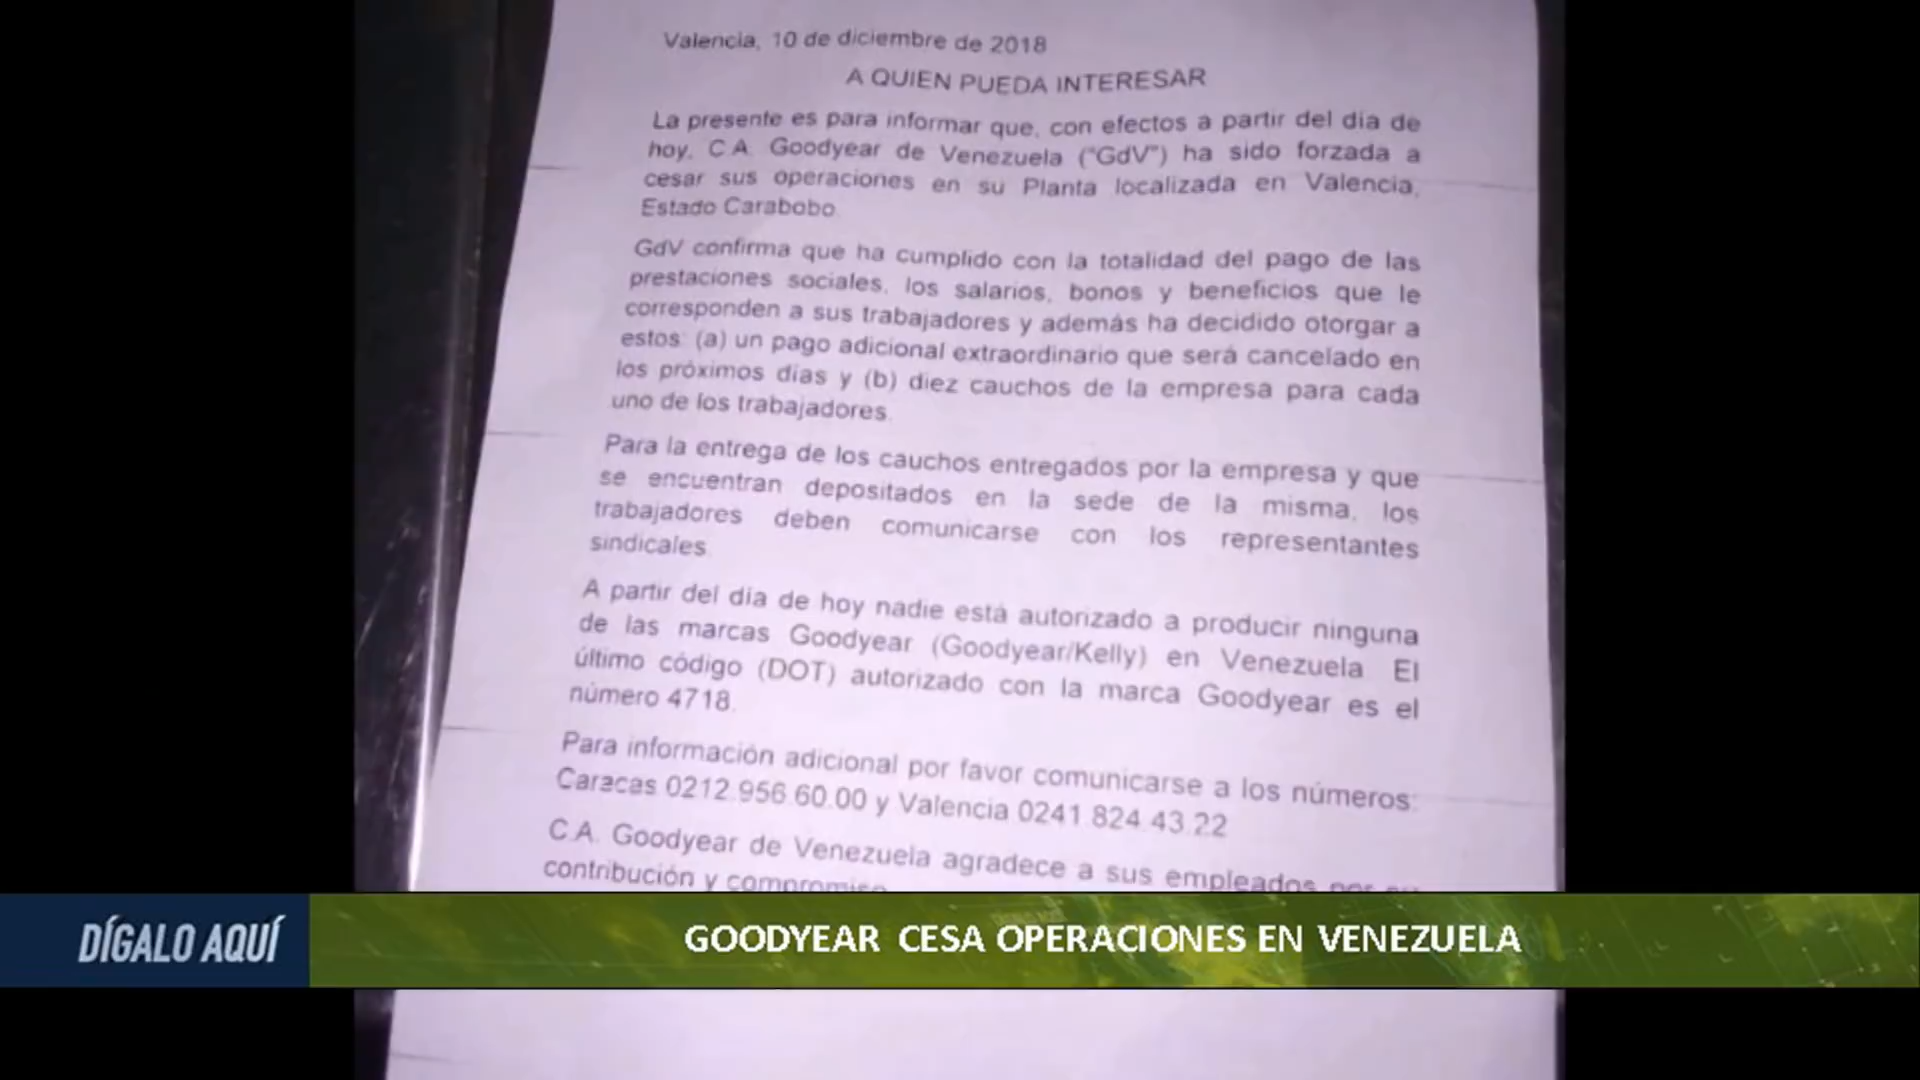 Valencia, 10 de diciembre de 2018
A QUIEN PUEDA INTERESAR
La presente es para informar que, con efectos a partir del día de
hoy, C.A. Goodyear de Venezuela ("GdV") ha sido forzada a
cesar sus operaciones en su Planta localizada en Valencia,
Estado Carabobo.
GdV confirma que ha cumplido con la totalidad del pago de las
prestaciones sociales, los salarios, bonos y beneficios que le
corresponden a sus trabajadores y además ha decidido otorgar a
estos: (a) un pago adicional extraordinario que será cancelado en
los próximos días y (b) diez cauchos de la empresa para cada
uno de los trabajadores.
Para la entrega de los cauchos entregados por la empresa y que
se encuentran depositados en la sede de la misma, los
trabajadores deben comunicarse con los representantes
sindicales.
A partir del día de hoy nadie está autorizado a producir ninguna
de las marcas Goodyear (Goodyear/Kelly) en Venezuela. El
último código (DOT) autorizado con la marca Goodyear es el
número 4718.
Para información adicional por favor comunicarse a los números:
Caracas 0212.956.60.00 y Valencia 0241.824.43.22
C.A. Goodyear de Venezuela agradece a sus empleados por su
contribución y compromiso
DÍGALO AQUÍ
GOODYEAR CESA OPERACIONES EN VENEZUELA